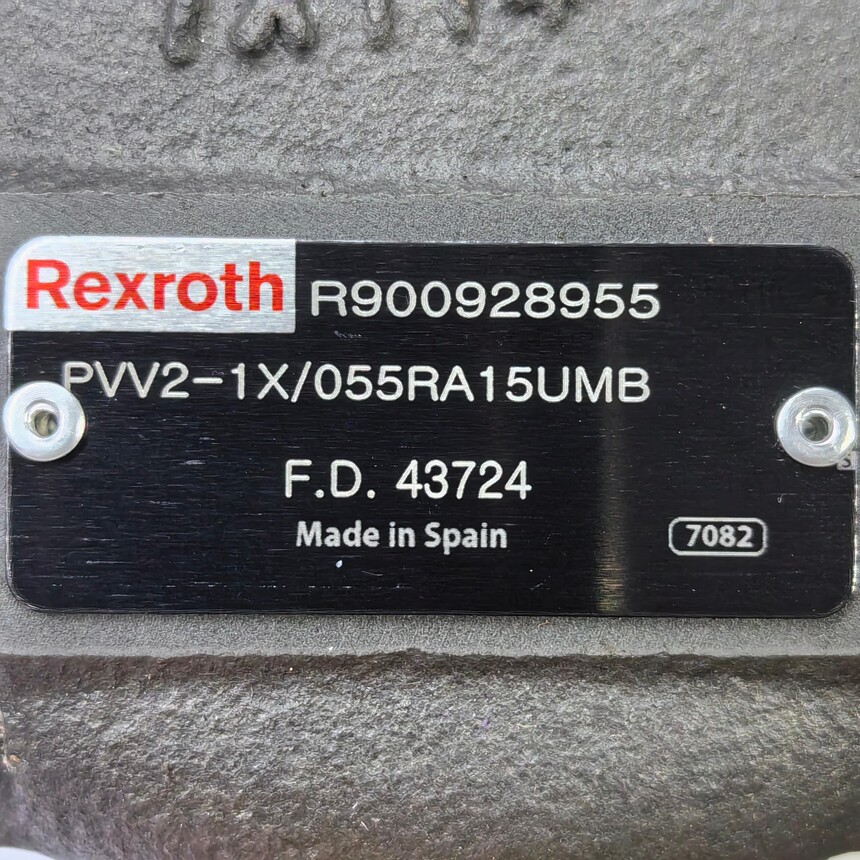 Rexroth R900928955
PVV2-1X/055RA15UMB
F.D. 43724
Made in Spain 7082